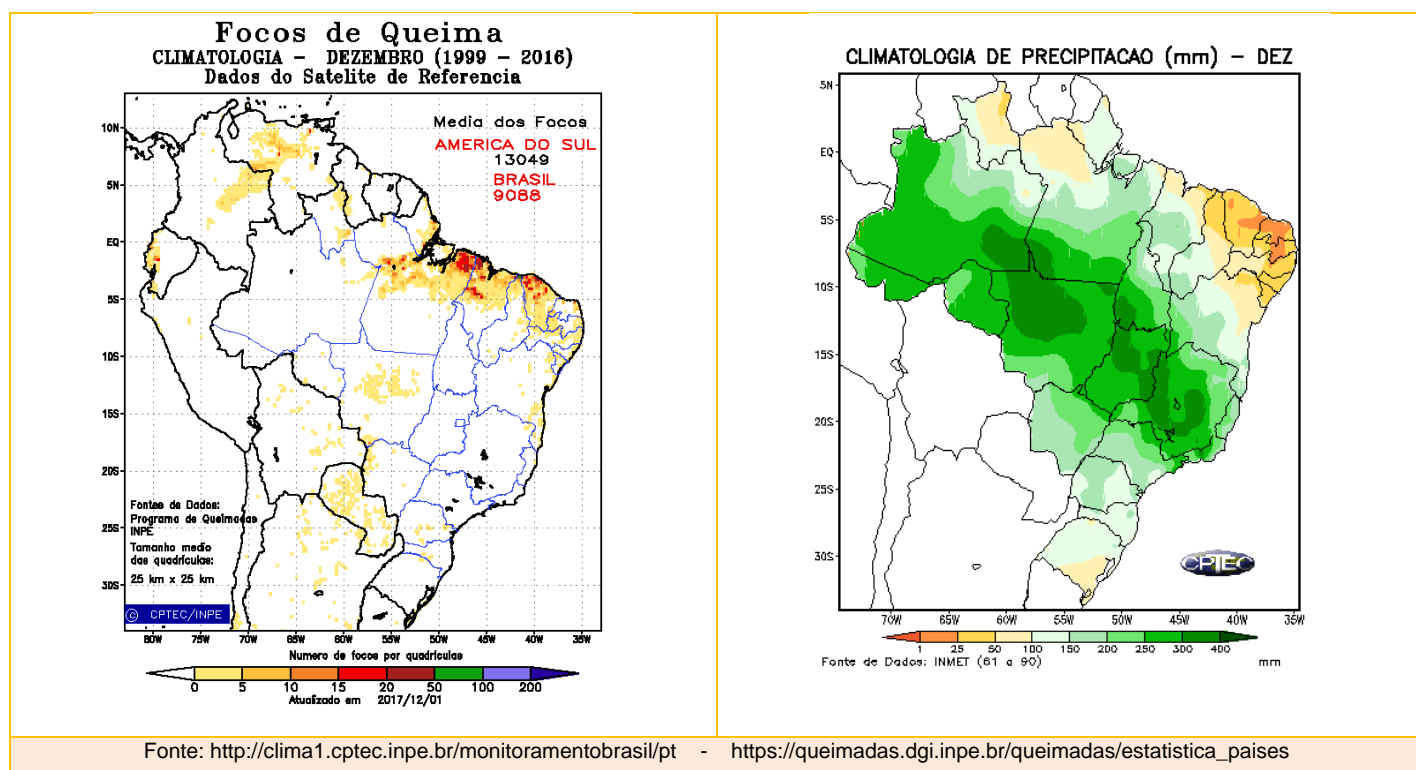 Focos de Queima
CLIMATOLOGIA - DEZEMBRO (1999 - 2016)
Dados do Satelite de Referencia
Media dos Focos
AMERICA DO SUL
13049
BRASIL
9088
10N
5N
EQ
5S
10S
15S
20S
25S
30S
Fontes de Dados:
Programa de Queimadas
INPE
Tamanho medio
das quadrículas:
25 km x 25 km
© CPTEC/INPE
80W 75W 70W 65W 60W 55W 50W 45W 40W 35W
Numero de focos por quadrículas
0 5 10 15 20 50 100 200
Atualizado em 2017/12/01
CLIMATOLOGIA DE PRECIPITACAO (mm) - DEZ
5N
EQ
5S
10S
15S
20S
25S
30S
CPTEC
70W 65W 60W 55W 50W 45W 40W 35W
1 25 50 100 150 200 250 300 400
Fonte de Dados: INMET (61 a 90) mm
Fonte: http://clima1.cptec.inpe.br/monitoramentobrasil/pt - https://queimadas.dgi.inpe.br/queimadas/estatistica_paises